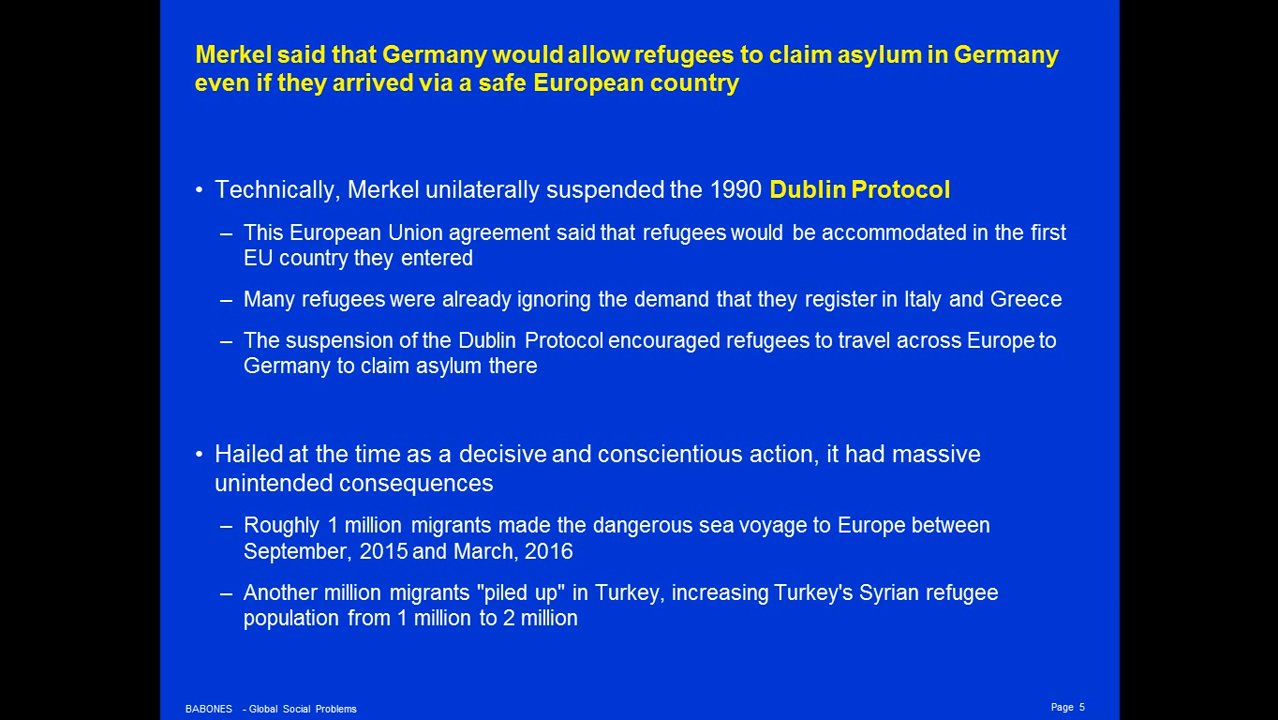 Merkel said that Germany would allow refugees to claim asylum in Germany
even if they arrived via a safe European country
• Technically, Merkel unilaterally suspended the 1990 Dublin Protocol
– This European Union agreement said that refugees would be accommodated in the first
EU country they entered
– Many refugees were already ignoring the demand that they register in Italy and Greece
– The suspension of the Dublin Protocol encouraged refugees to travel across Europe to
Germany to claim asylum there
• Hailed at the time as a decisive and conscientious action, it had massive
unintended consequences
– Roughly 1 million migrants made the dangerous sea voyage to Europe between
September, 2015 and March, 2016
– Another million migrants "piled up" in Turkey, increasing Turkey's Syrian refugee
population from 1 million to 2 million
BABONES - Global Social Problems
Page 5